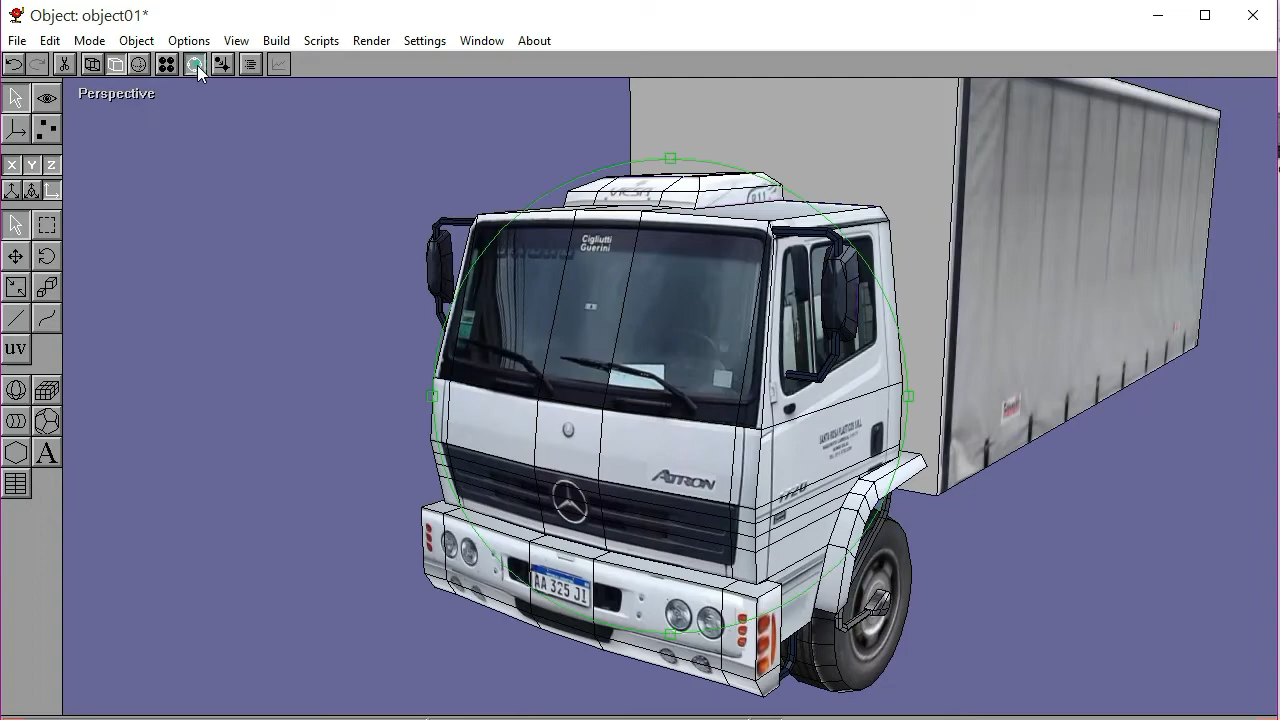 Object: object01*
File Edit Mode Object Options View Build Scripts Render Settings Window About
X Y Z
UV
A
Perspective
Cigliutti
Guerini
ATRON
1720
AA 325 JI